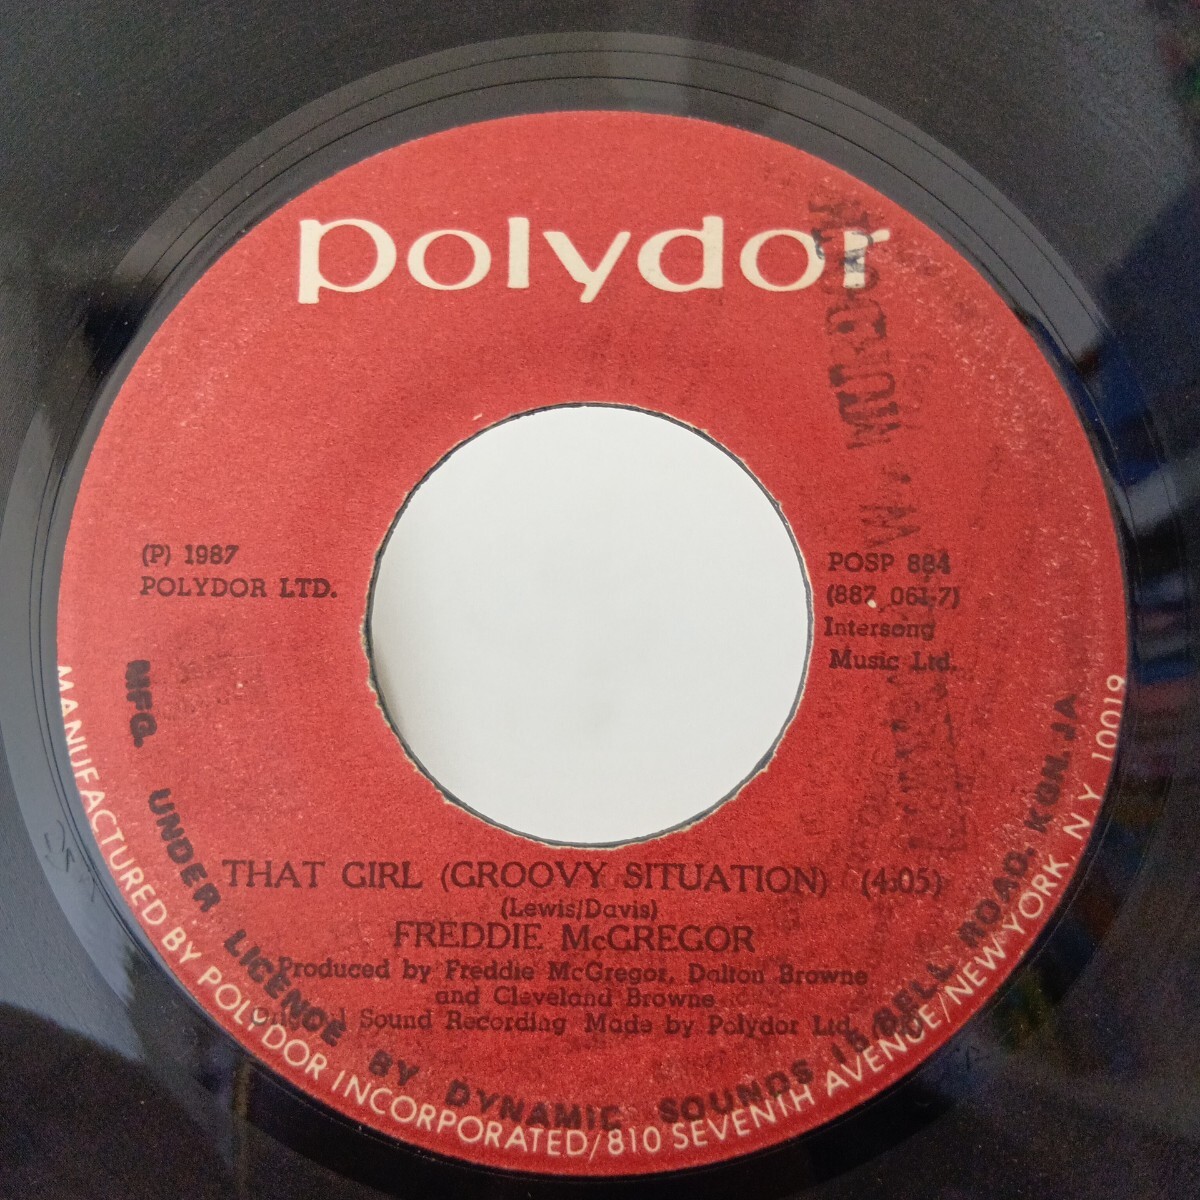 polydor
(P) 1987
POLYDOR LTD.
POSP 884
(887 061-7)
Intersong
Music Ltd.
THAT GIRL (GROOVY SITUATION) (4:05)
(Lewis/Davis)
FREDDIE McGREGOR
Produced by Freddie McGregor, Dalton Browne
and Cleveland Browne
Sound Recording Made by Polydor Ltd.
MFG. UNDER LICENCE BY DYNAMIC SOUNDS 15 BELL ROAD, KGN. JA
MANUFACTURED BY POLYDOR INCORPORATED/810 SEVENTH AVENUE/NEW YORK, N.Y. 10019